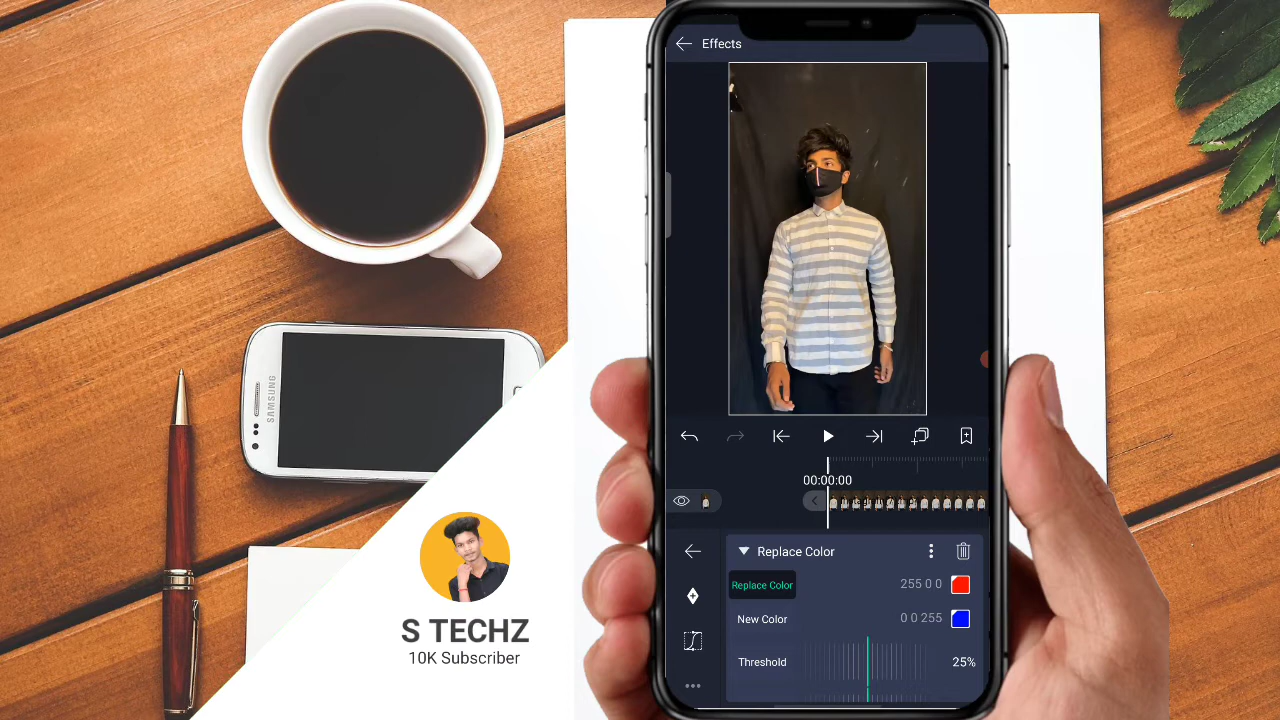 Effects
SAMSUNG
00:00:00
Replace Color
Replace Color
255 0 0
New Color
0 0 255
Threshold
25%
S TECHZ
10K Subscriber